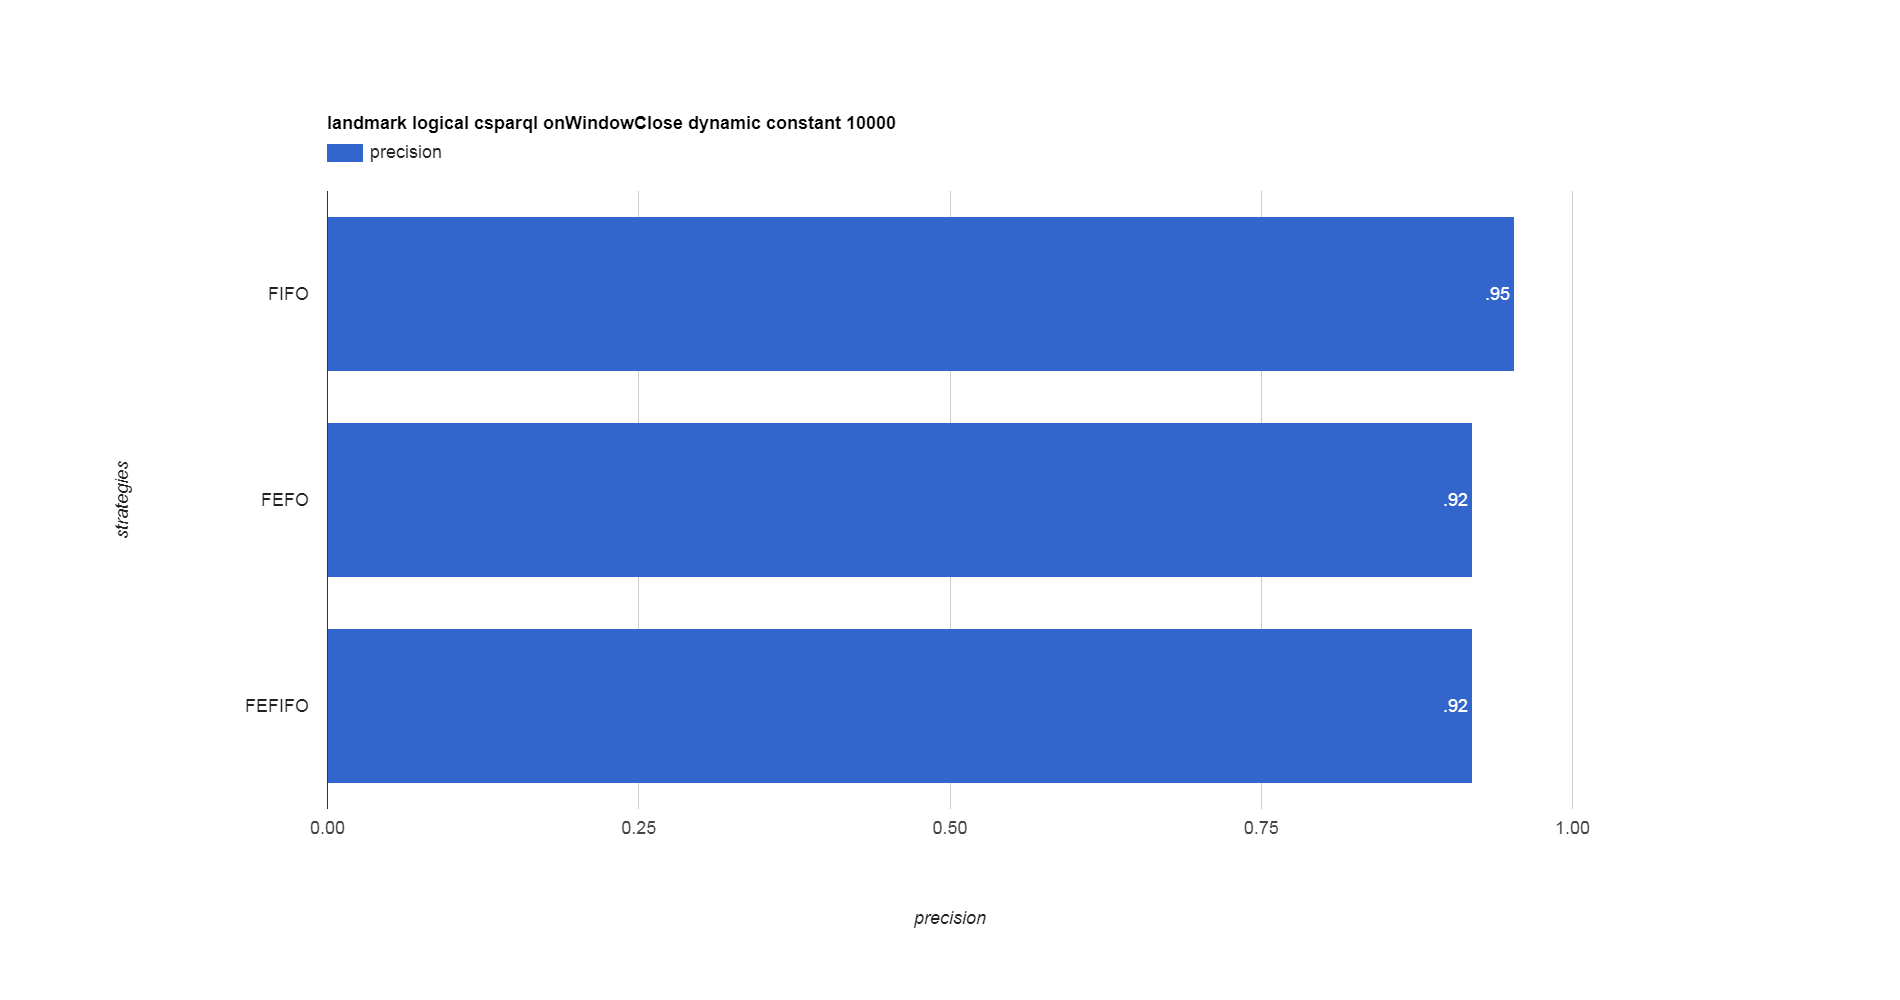 landmark logical csparql onWindowClose dynamic constant 10000
precision
FIFO
.95
strategies
FEFO
.92
FEFIFO
.92
0.00 0.25 0.50 0.75 1.00
precision